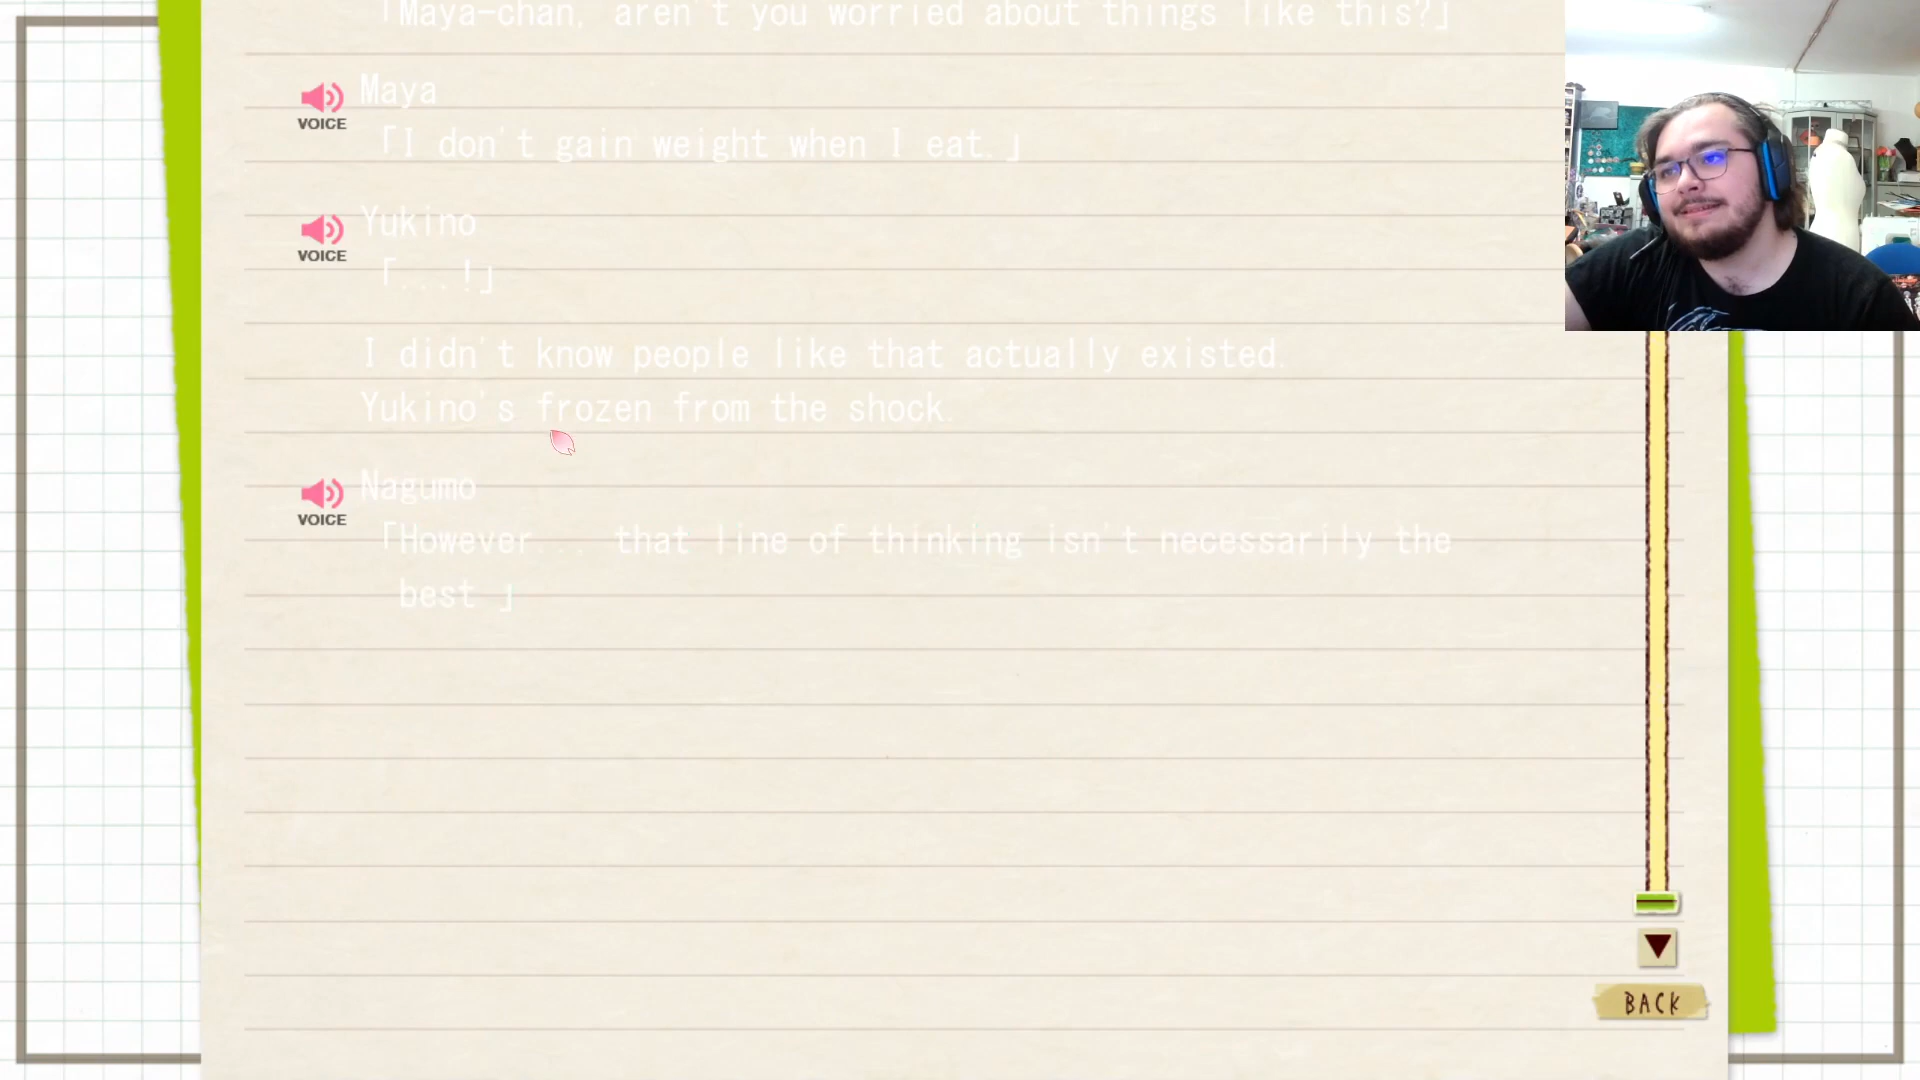 「Maya-chan, aren't you worried about things like this?」
Maya
VOICE
「I don't gain weight when I eat.」
Yukino
VOICE
「...!」
I didn't know people like that actually existed.
Yukino's frozen from the shock.
Nagumo
VOICE
「However... that line of thinking isn't necessarily the
best.」
BACK